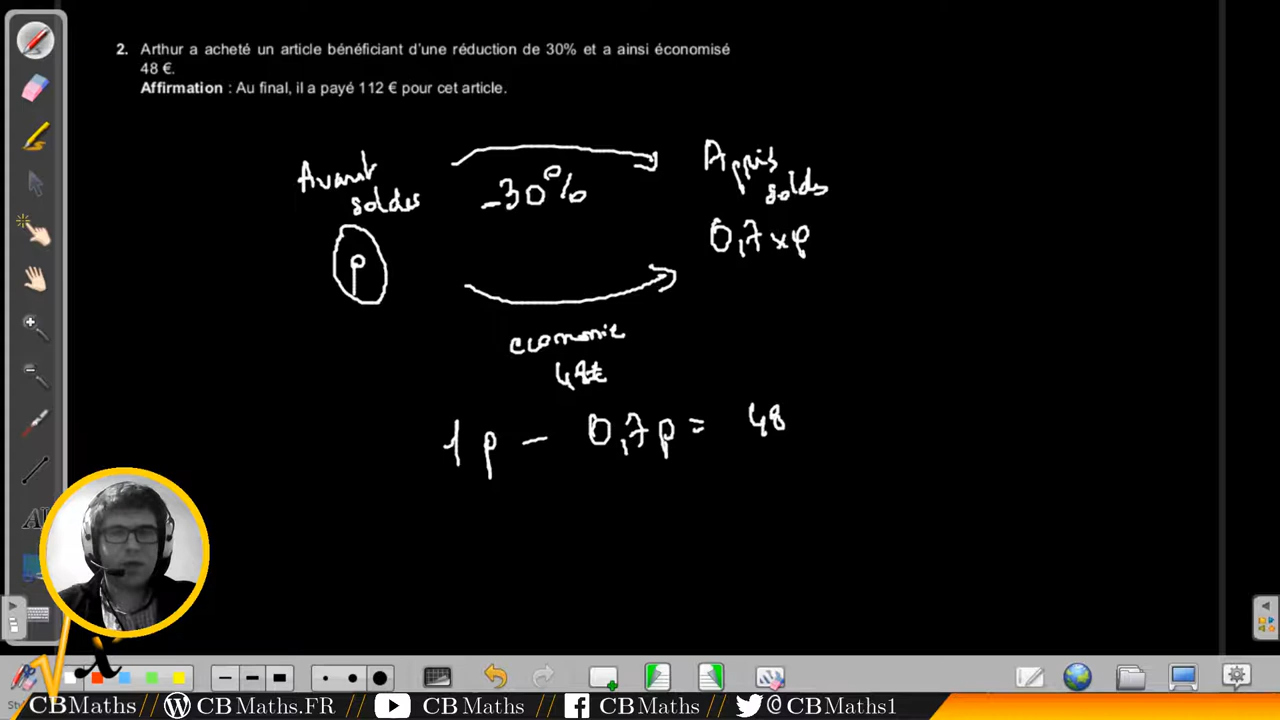 2. Arthur a acheté un article bénéficiant d'une réduction de 30% et a ainsi économisé
48 €.
Affirmation : Au final, il a payé 112 € pour cet article.
Avant
soldes
-30%
Après
soldes
p
0,7 x p
economie
48€
1 p - 0,7 p = 48
CBMaths
CBMaths.FR
CBMaths
CBMaths
@CBMaths1